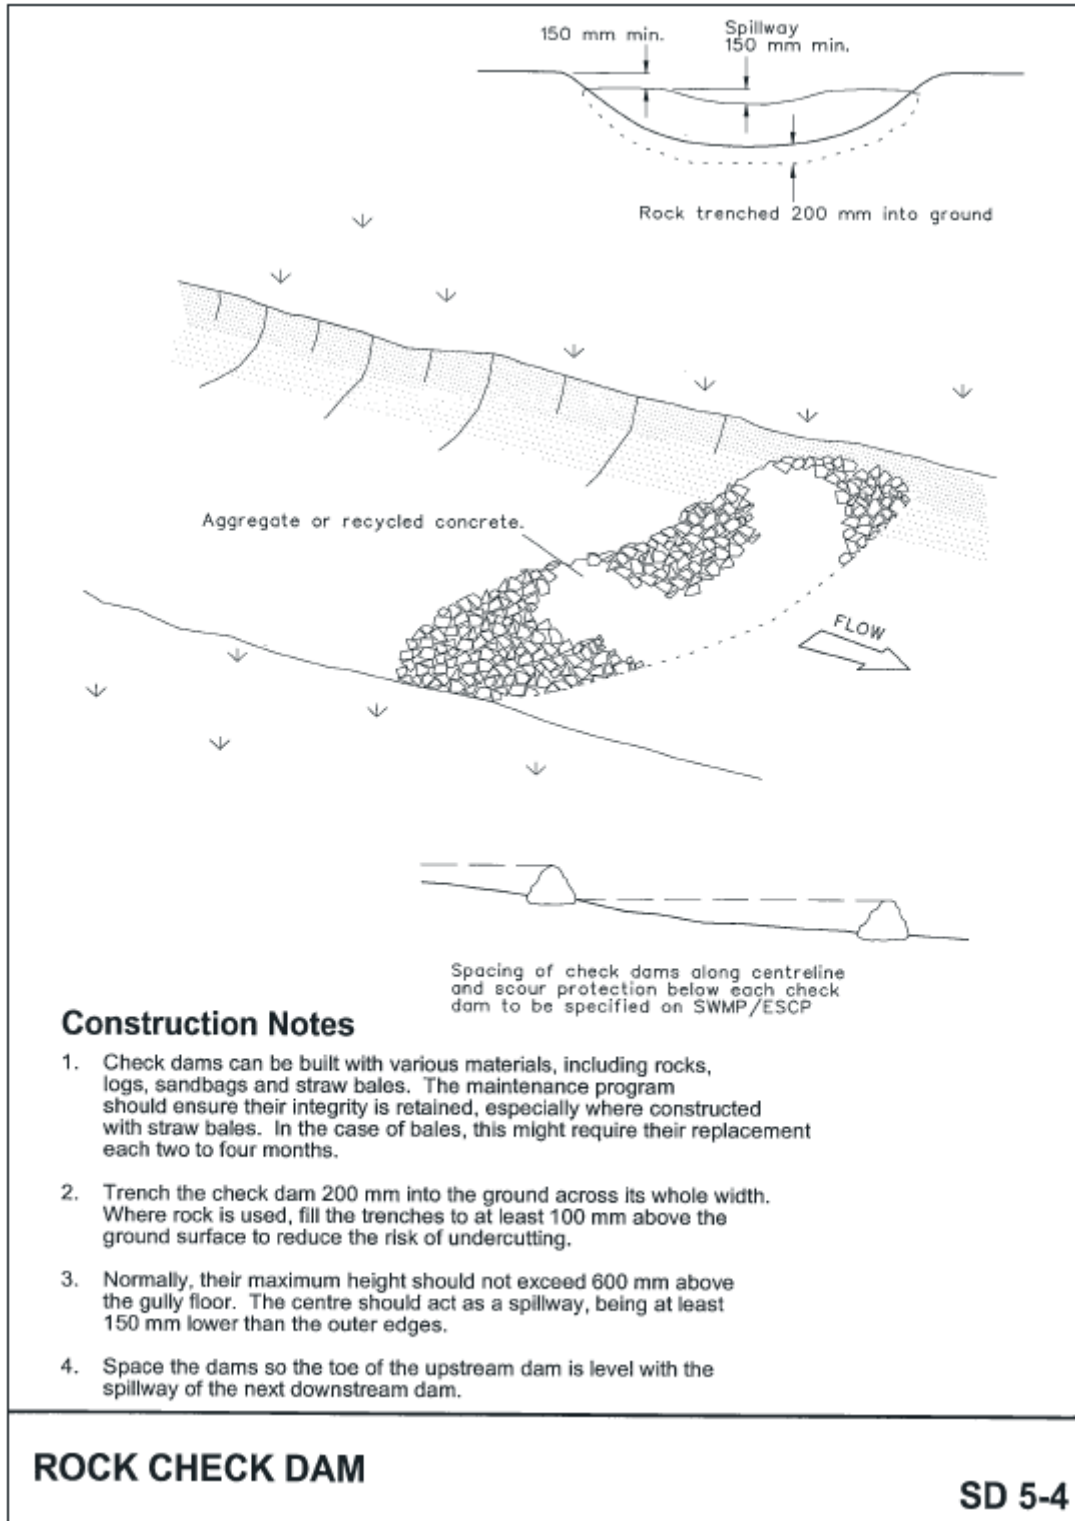 150 mm min.
Spillway
150 mm min.
Rock trenched 200 mm into ground
Aggregate or recycled concrete.
FLOW
Spacing of check dams along centreline
and scour protection below each check
dam to be specified on SWMP/ESCP
Construction Notes
1. Check dams can be built with various materials, including rocks,
logs, sandbags and straw bales. The maintenance program
should ensure their integrity is retained, especially where constructed
with straw bales. In the case of bales, this might require their replacement
each two to four months.
2. Trench the check dam 200 mm into the ground across its whole width.
Where rock is used, fill the trenches to at least 100 mm above the
ground surface to reduce the risk of undercutting.
3. Normally, their maximum height should not exceed 600 mm above
the gully floor. The centre should act as a spillway, being at least
150 mm lower than the outer edges.
4. Space the dams so the toe of the upstream dam is level with the
spillway of the next downstream dam.
ROCK CHECK DAM
SD 5-4